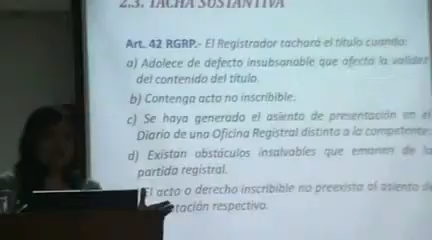 2.3. TACHA SUSTANTIVA
Art. 42 RGRP.- El Registrador tachará el título cuando:
a) Adolece de defecto insubsanable que afecta la validez
del contenido del título.
b) Contenga acto no inscribible.
c) Se haya generado el asiento de presentación en el
Diario de una Oficina Registral distinta a la competente.
d) Existan obstáculos insalvables que emanen de la
partida registral.
El acto o derecho inscribible no preexista al asiento de
respectivo.